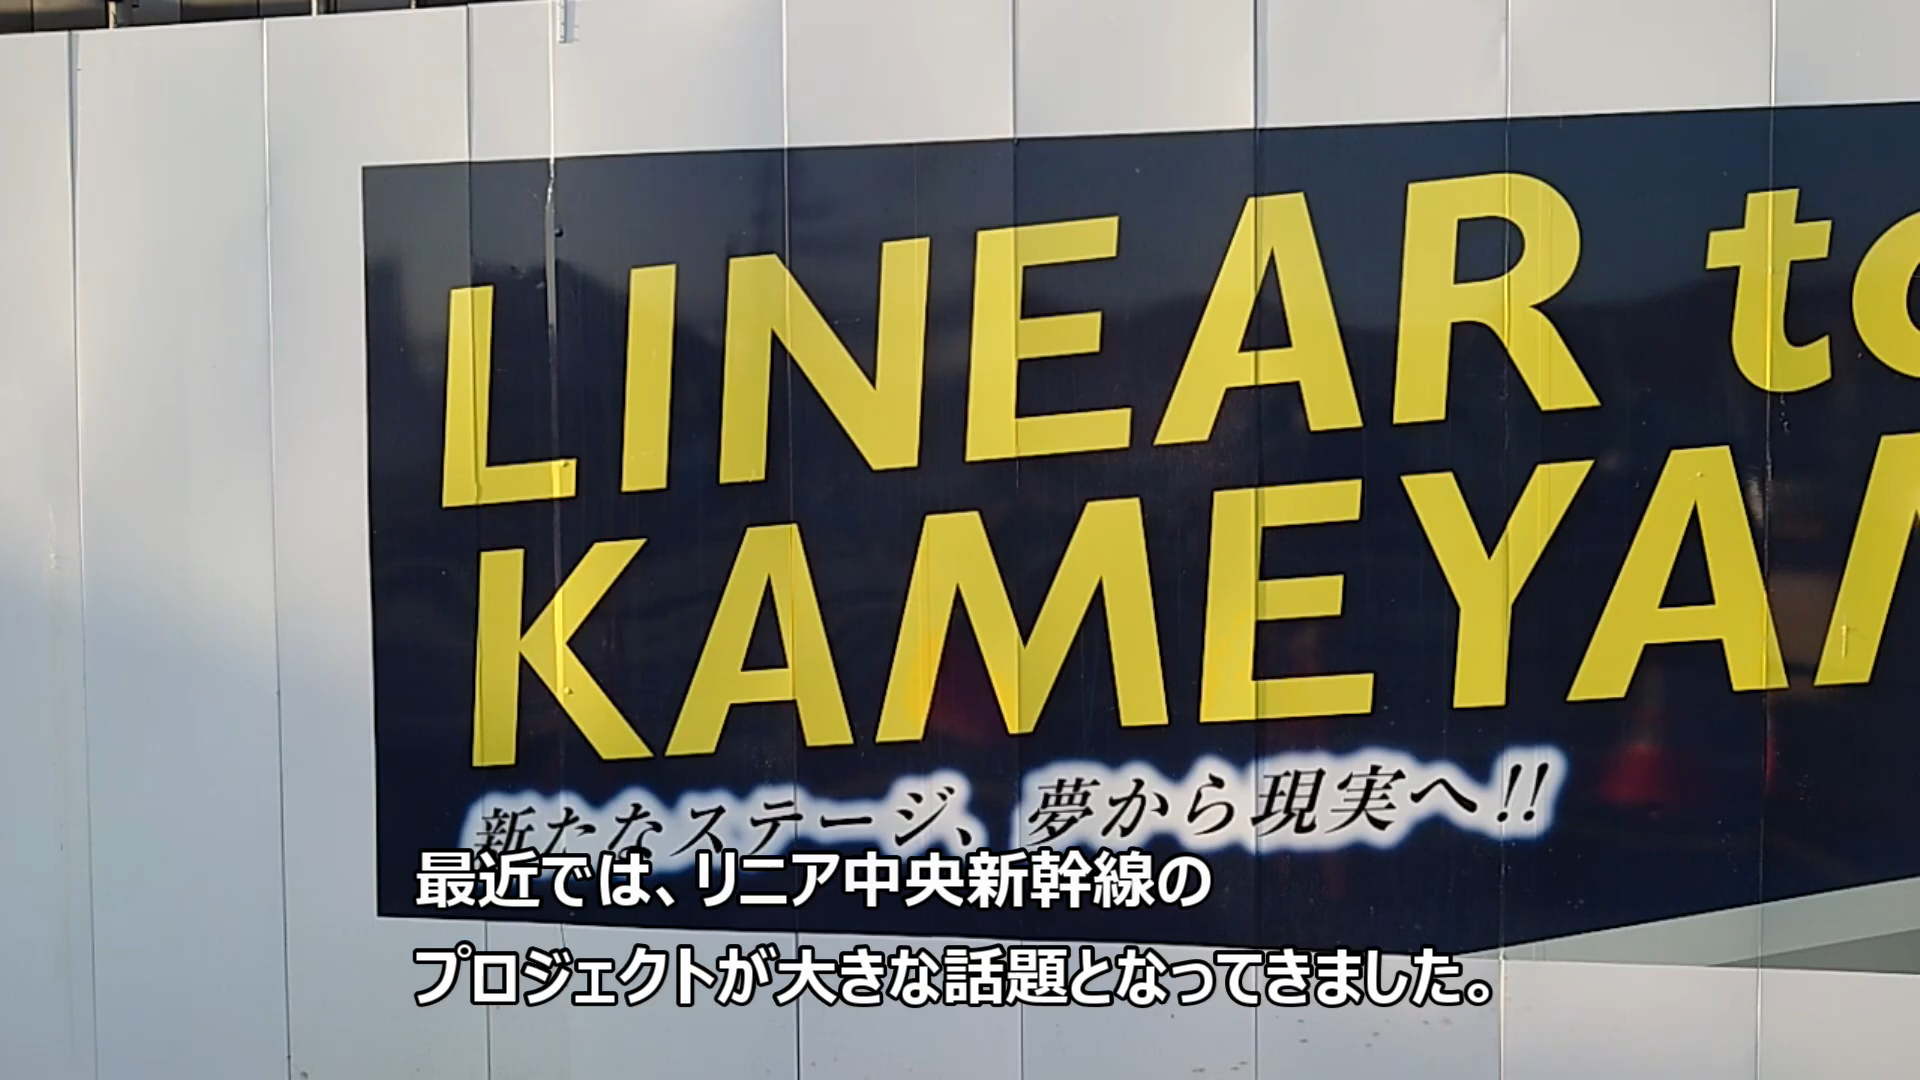 LINEAR to
KAMEYAM
新たなステージ、夢から現実へ!!
最近では、リニア中央新幹線の
プロジェクトが大きな話題となってきました。